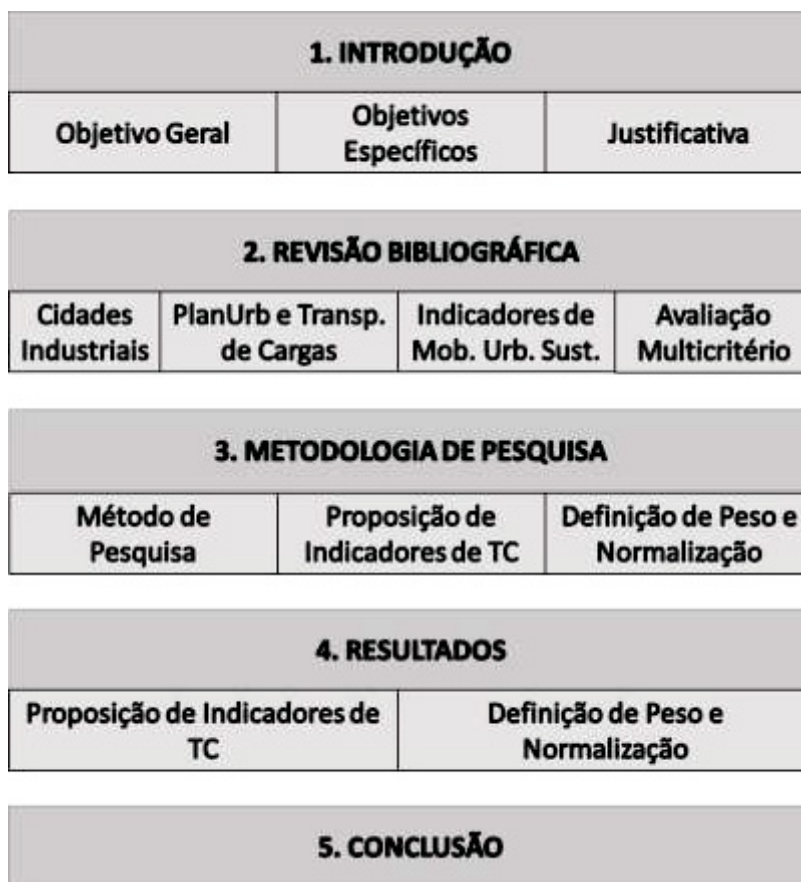 1. INTRODUÇÃO
Objetivo Geral
Objetivos
Específicos
Justificativa
2. REVISÃO BIBLIOGRÁFICA
Cidades
Industriais
PlanUrb e Transp.
de Cargas
Indicadores de
Mob. Urb. Sust.
Avaliação
Multicritério
3. METODOLOGIA DE PESQUISA
Método de
Pesquisa
Proposição de
Indicadores de TC
Definição de Peso e
Normalização
4. RESULTADOS
Proposição de Indicadores de
TC
Definição de Peso e
Normalização
5. CONCLUSÃO